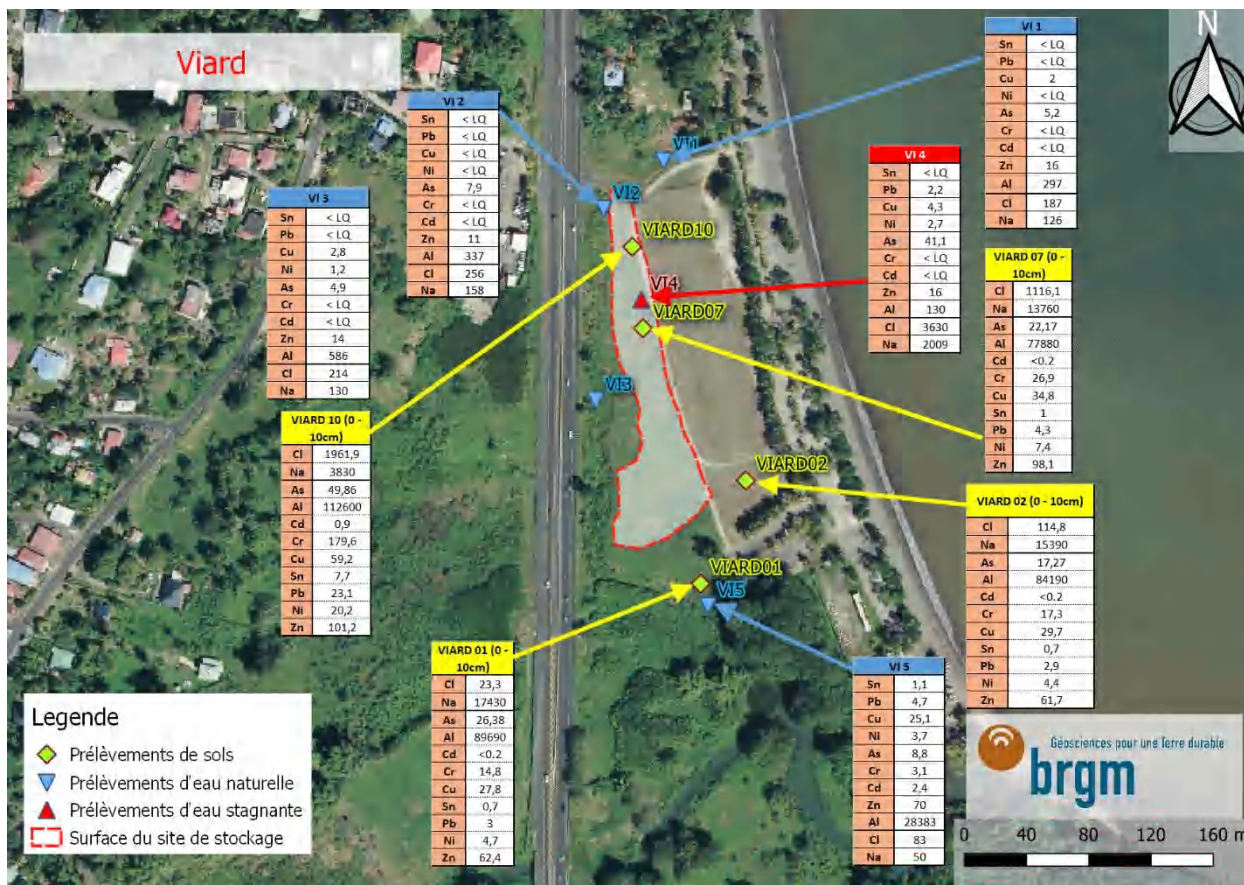 Viard
N
VI 1
Sn < LQ
Pb < LQ
Cu 2
Ni < LQ
As 5,2
Cr < LQ
Cd < LQ
Zn 16
Al 297
Cl 187
Na 126
VI 2
Sn < LQ
Pb < LQ
Cu < LQ
Ni < LQ
As 7,9
Cr < LQ
Cd < LQ
Zn 11
Al 337
Cl 256
Na 158
VI 4
Sn < LQ
Pb 2,2
Cu 4,3
Ni 2,7
As 41,1
Cr < LQ
Cd < LQ
Zn 16
Al 130
Cl 3630
Na 2009
VI 3
Sn < LQ
Pb < LQ
Cu 2,8
Ni 1,2
As 4,9
Cr < LQ
Cd < LQ
Zn 14
Al 586
Cl 214
Na 130
VI1
VI2
VIARD10
VI4
VIARD07
VI3
VIARD02
VIARD01
VI5
VIARD 07 (0 -
10cm)
Cl 1116,1
Na 13760
As 22,17
Al 77880
Cd <0.2
Cr 26,9
Cu 34,8
Sn 1
Pb 4,3
Ni 7,4
Zn 98,1
VIARD 10 (0 -
10cm)
Cl 1961,9
Na 3830
As 49,86
Al 112600
Cd 0,9
Cr 179,6
Cu 59,2
Sn 7,7
Pb 23,1
Ni 20,2
Zn 101,2
VIARD 02 (0 - 10cm)
Cl 114,8
Na 15390
As 17,27
Al 84190
Cd <0.2
Cr 17,3
Cu 29,7
Sn 0,7
Pb 2,9
Ni 4,4
Zn 61,7
VIARD 01 (0 -
10cm)
Cl 23,3
Na 17430
As 26,38
Al 89690
Cd <0.2
Cr 14,8
Cu 27,8
Sn 0,7
Pb 3
Ni 4,7
Zn 62,4
VI 5
Sn 1,1
Pb 4,7
Cu 25,1
Ni 3,7
As 8,8
Cr 3,1
Cd 2,4
Zn 70
Al 28383
Cl 83
Na 50
Legende
Prélèvements de sols
Prélèvements d'eau naturelle
Prélèvements d'eau stagnante
Surface du site de stockage
Géosciences pour une Terre durable
brgm
0 40 80 120 160 m